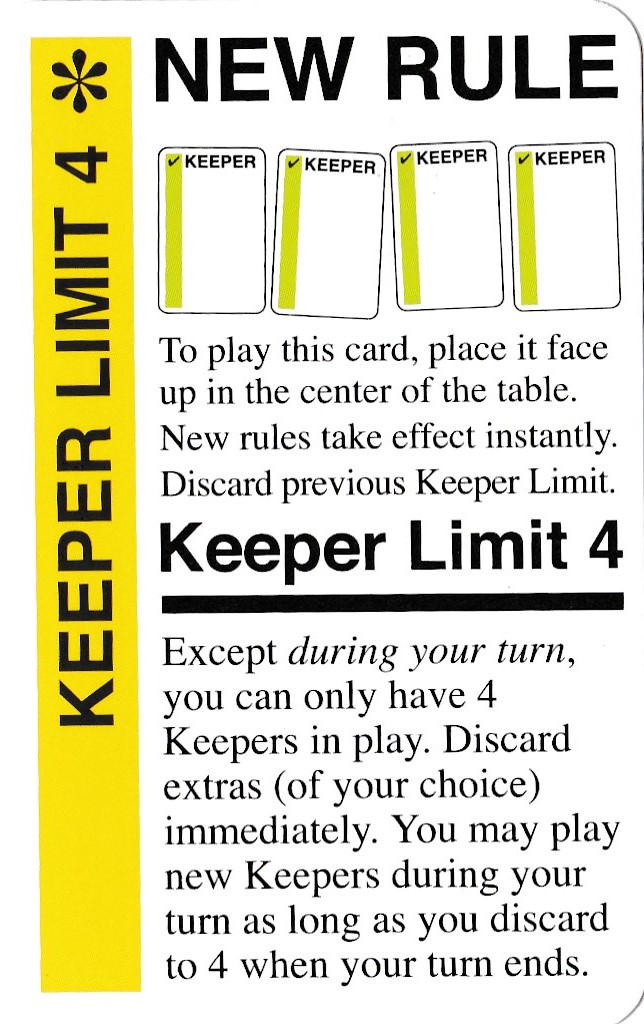 KEEPER LIMIT 4 *
NEW RULE
✓ KEEPER
✓ KEEPER
✓ KEEPER
✓ KEEPER
To play this card, place it face
up in the center of the table.
New rules take effect instantly.
Discard previous Keeper Limit.
Keeper Limit 4
Except during your turn,
you can only have 4
Keepers in play. Discard
extras (of your choice)
immediately. You may play
new Keepers during your
turn as long as you discard
to 4 when your turn ends.